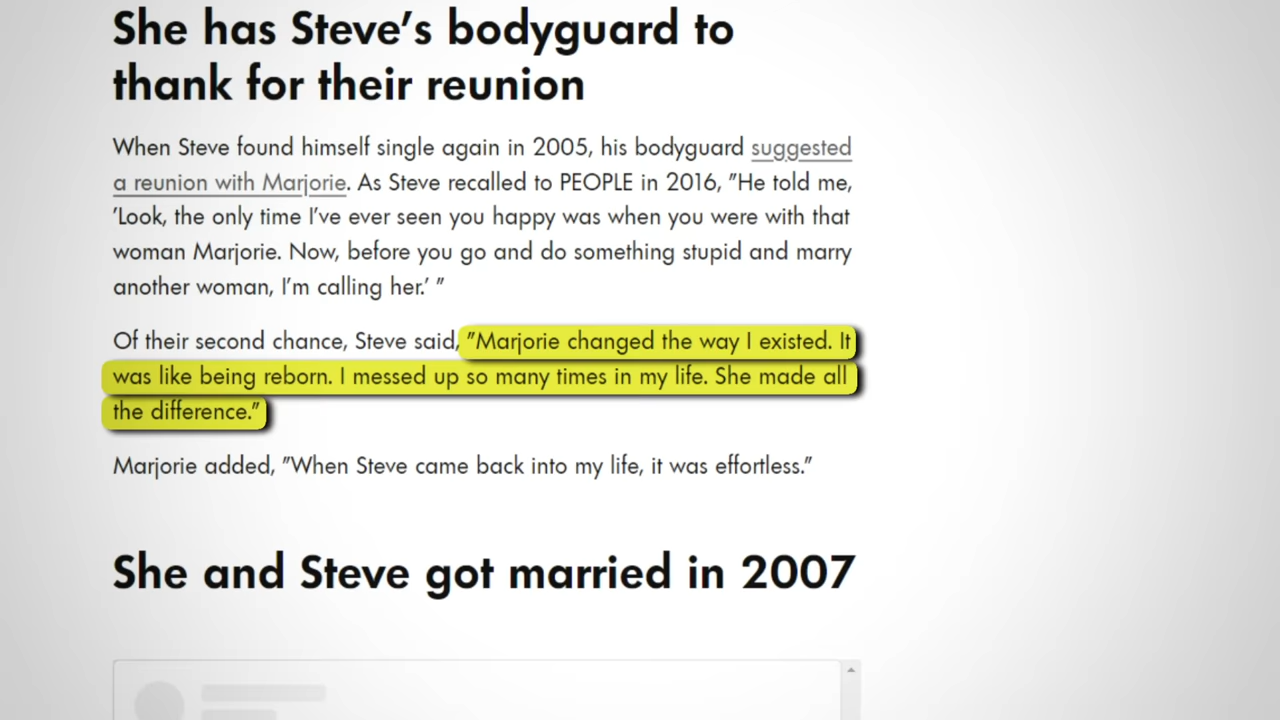 She has Steve’s bodyguard to
thank for their reunion
When Steve found himself single again in 2005, his bodyguard suggested
a reunion with Marjorie. As Steve recalled to PEOPLE in 2016, ”He told me,
‘Look, the only time I’ve ever seen you happy was when you were with that
woman Marjorie. Now, before you go and do something stupid and marry
another woman, I’m calling her.’ ”
Of their second chance, Steve said, ”Marjorie changed the way I existed. It
was like being reborn. I messed up so many times in my life. She made all
the difference.”
Marjorie added, ”When Steve came back into my life, it was effortless.”
She and Steve got married in 2007